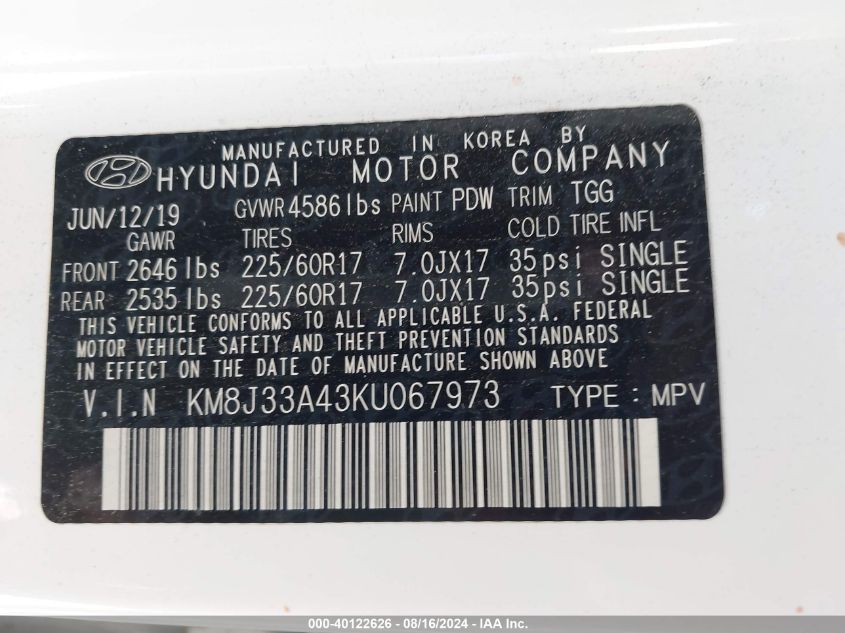 MANUFACTURED IN KOREA BY
HYUNDAI MOTOR COMPANY
JUN/12/19 GVWR 4586 lbs PAINT PDW TRIM TGG
GAWR TIRES RIMS COLD TIRE INFL
FRONT 2646 lbs 225/60R17 7.0JX17 35psi SINGLE
REAR 2535 lbs 225/60R17 7.0JX17 35psi SINGLE
THIS VEHICLE CONFORMS TO ALL APPLICABLE U.S.A. FEDERAL
MOTOR VEHICLE SAFETY AND THEFT PREVENTION STANDARDS
IN EFFECT ON THE DATE OF MANUFACTURE SHOWN ABOVE
V.I.N KM8J33A43KU067973 TYPE : MPV
000-40122626 - 08/16/2024 - IAA Inc.